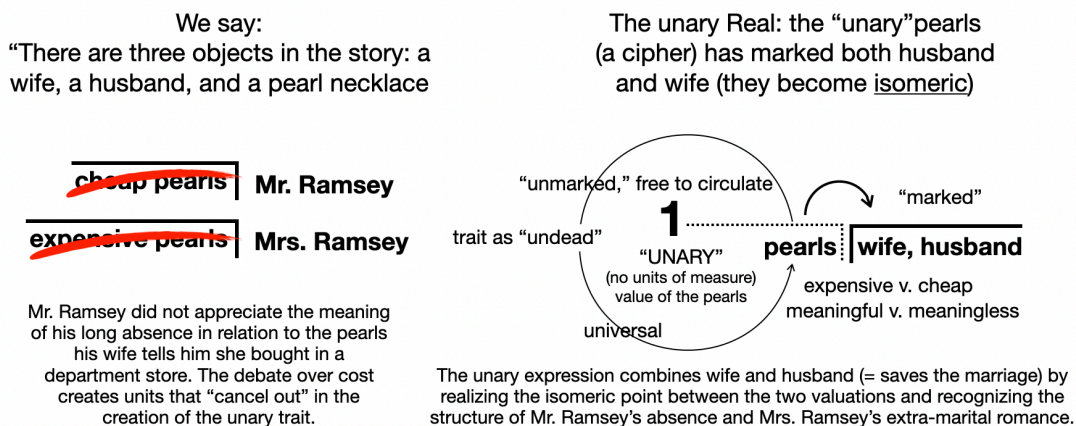 We say:
“There are three objects in the story: a
wife, a husband, and a pearl necklace
cheap pearls
Mr. Ramsey
expensive pearls
Mrs. Ramsey
Mr. Ramsey did not appreciate the meaning
of his long absence in relation to the pearls
his wife tells him she bought in a
department store. The debate over cost
creates units that “cancel out” in the
creation of the unary trait.
The unary Real: the “unary”pearls
(a cipher) has marked both husband
and wife (they become isomeric)
“unmarked,” free to circulate
“marked”
1
trait as “undead”
“UNARY”
(no units of measure)
value of the pearls
pearls
wife, husband
expensive v. cheap
meaningful v. meaningless
universal
The unary expression combines wife and husband (= saves the marriage) by
realizing the isomeric point between the two valuations and recognizing the
structure of Mr. Ramsey’s absence and Mrs. Ramsey’s extra-marital romance.